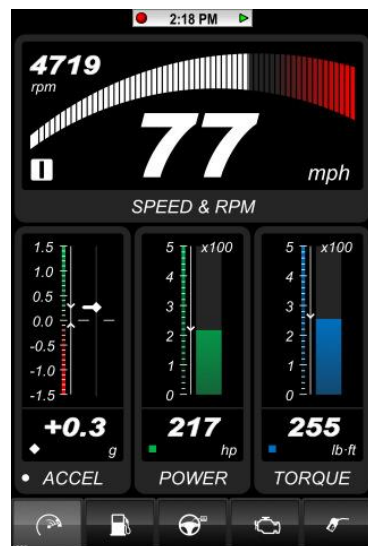 2:18 PM
4719
rpm
77
mph
SPEED & RPM
1.5
1.0
0.5
0.0
-0.5
-1.0
-1.5
+0.3
g
ACCEL
5 x100
4
3
2
1
0
217
hp
POWER
5 x100
4
3
2
1
0
255
lb·ft
TORQUE